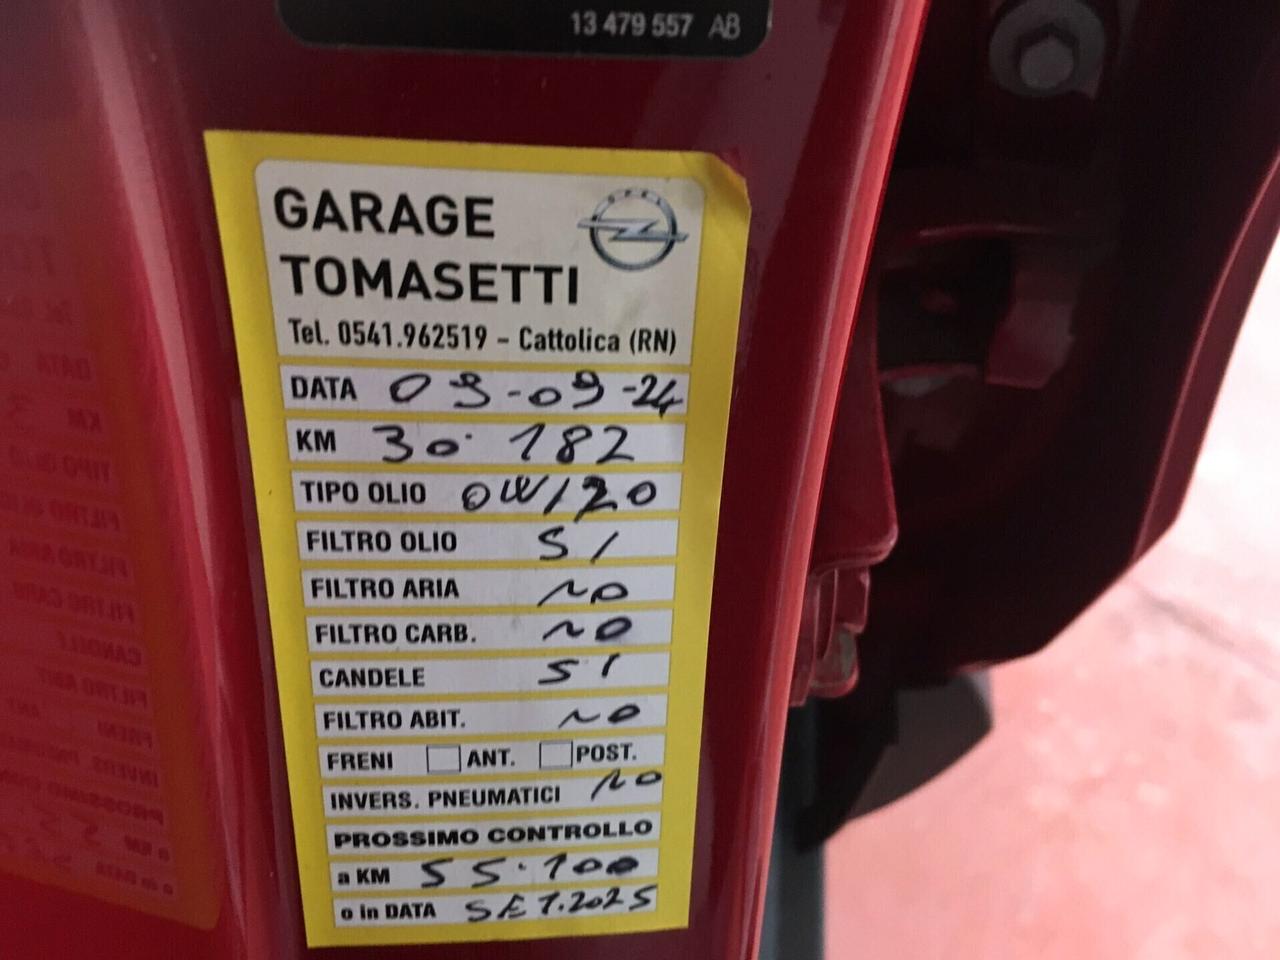 13 479 557 AB
GARAGE
TOMASETTI
OPEL
Tel. 0541.962519 – Cattolica (RN)
DATA 09-09-24
KM 30.182
TIPO OLIO 0W/20
FILTRO OLIO SI
FILTRO ARIA NO
FILTRO CARB. NO
CANDELE SI
FILTRO ABIT. NO
FRENI ANT. POST.
INVERS. PNEUMATICI NO
PROSSIMO CONTROLLO
a KM 55.100
o in DATA SET.2025